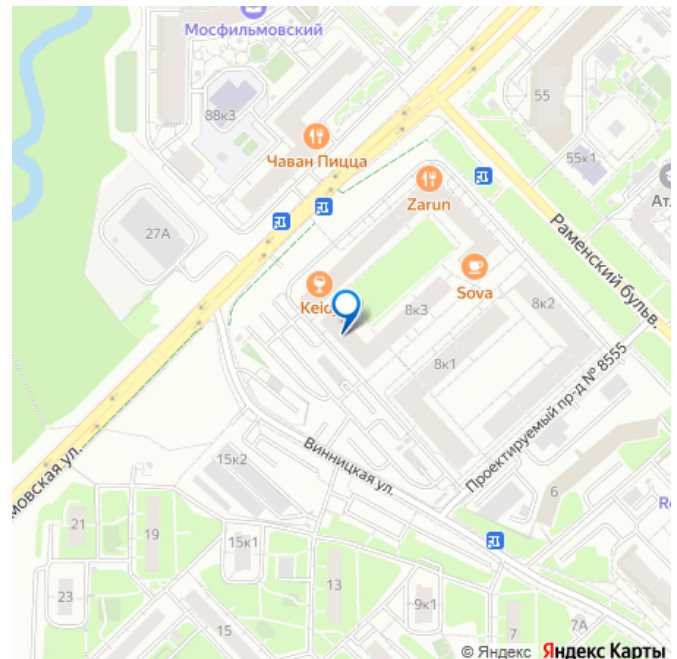 Мосфильмовский
88к3
55
Чаван Пицца
55к1
Zarun
Ат
27А
Раменский бульв.
Sova
8к3
8к2
8к1
Проектируемый пр-д № 8555
Винницкая ул.
15к2
мовская ул.
6
21
19
15к1
13
23
9к1
15
7
7А
© Яндекс Яндекс Карты